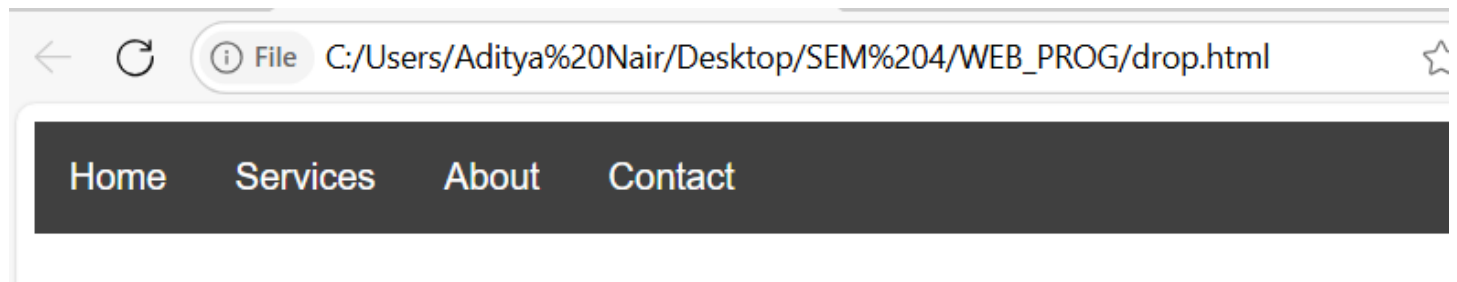 File C:/Users/Aditya%20Nair/Desktop/SEM%204/WEB_PROG/drop.html
Home Services About Contact